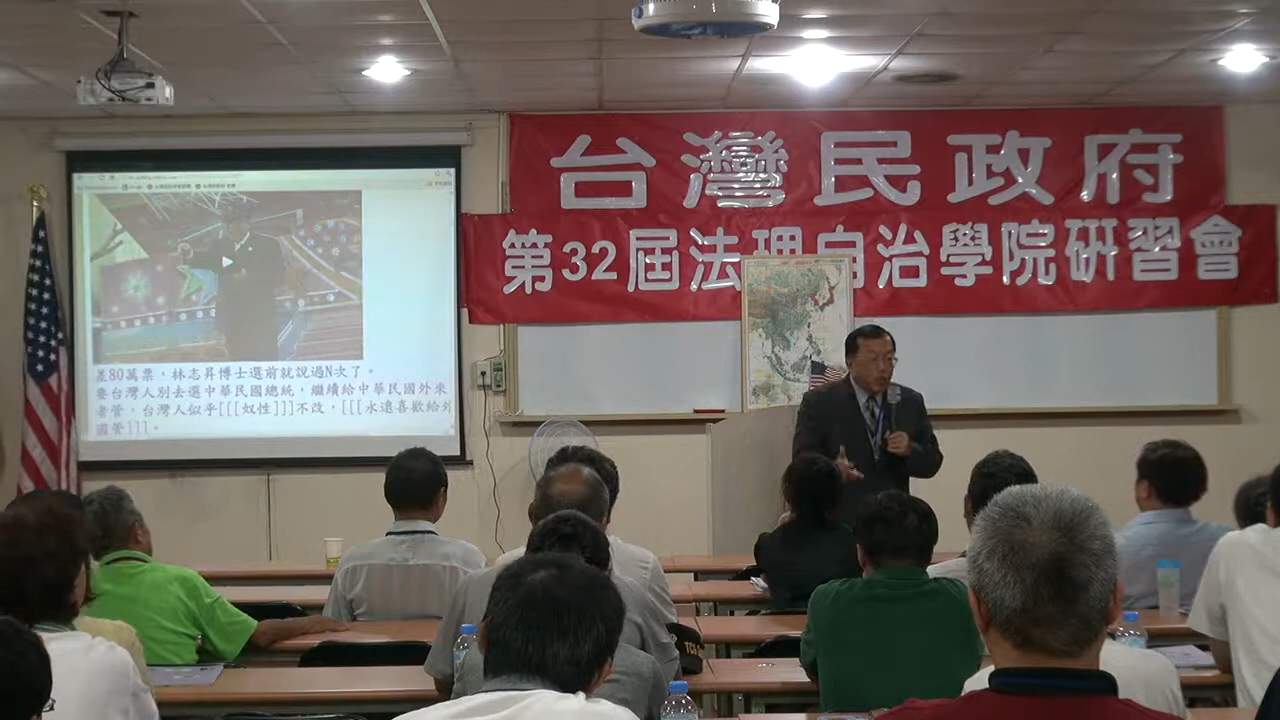 台灣民政府
第32屆法理自治學院研習會
差80萬票，林志昇博士選前就說過N次了。
要台灣人別去選中華民國總統，繼續給中華民國外來
者管，台灣人似乎[[[奴性]]]不改，[[[永遠喜歡給外
國管]]]。